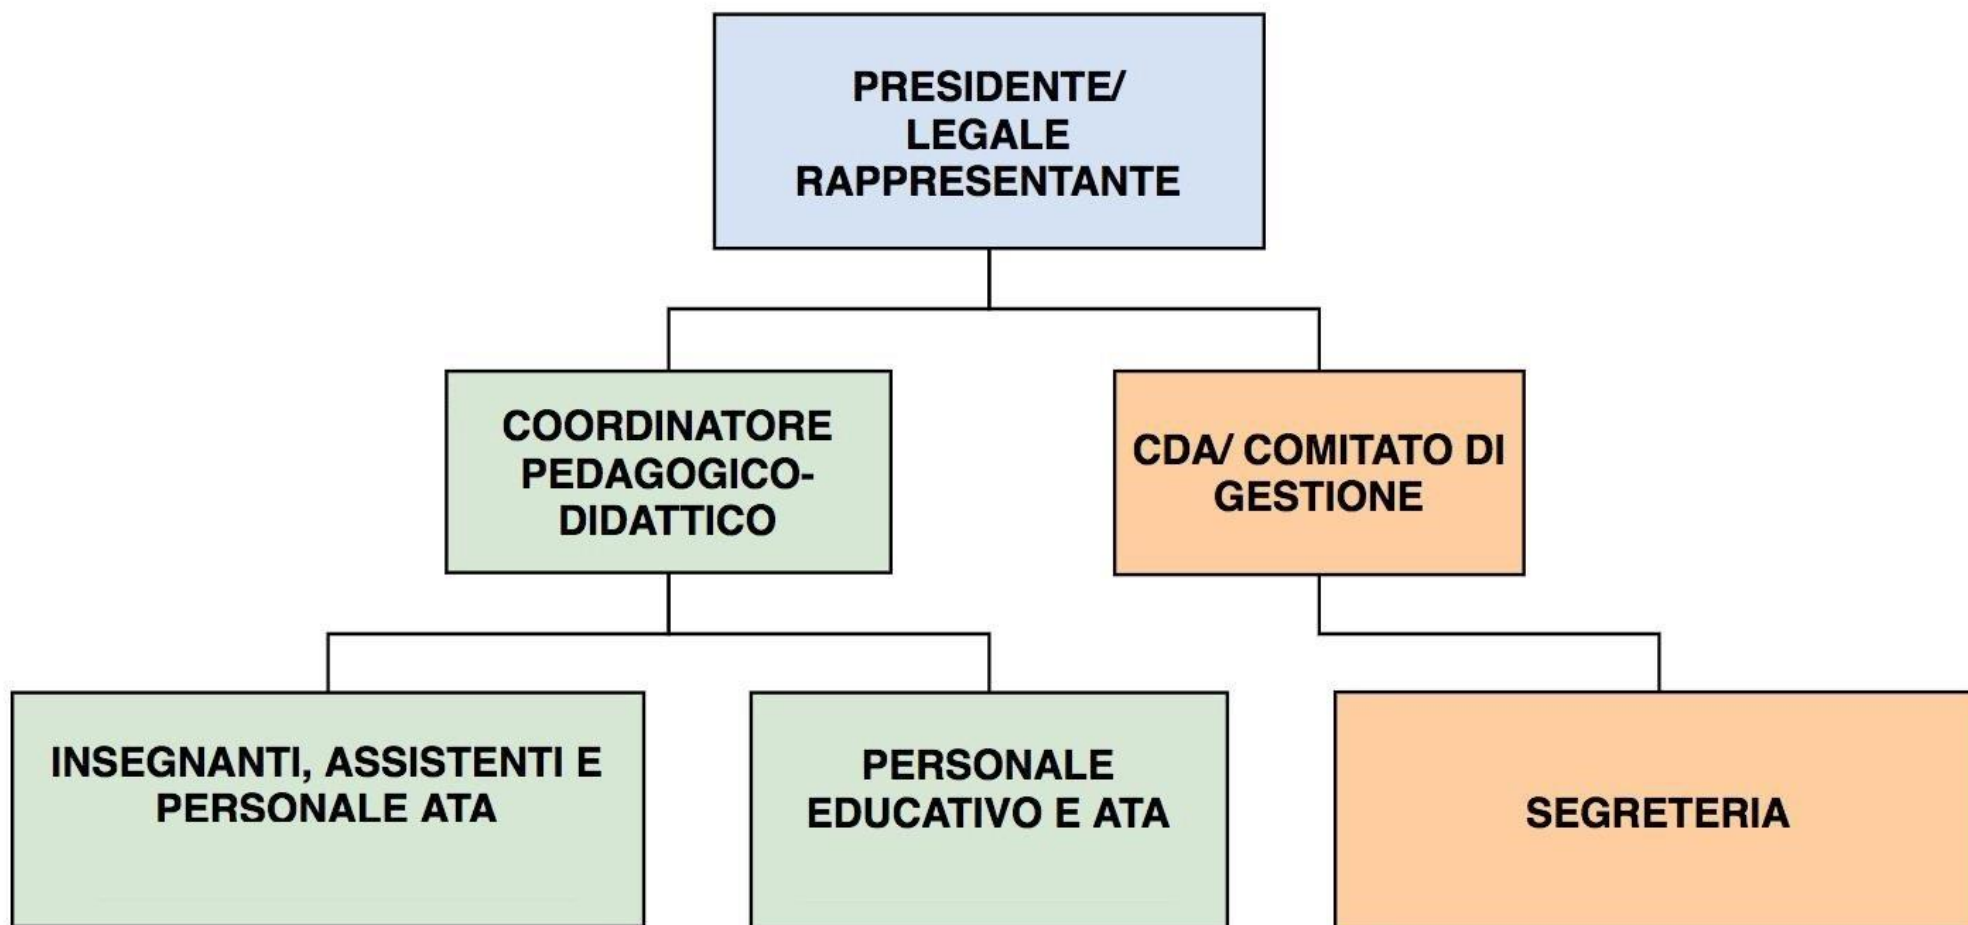 PRESIDENTE/
LEGALE
RAPPRESENTANTE
COORDINATORE
PEDAGOGICO-
DIDATTICO
CDA/ COMITATO DI
GESTIONE
INSEGNANTI, ASSISTENTI E
PERSONALE ATA
PERSONALE
EDUCATIVO E ATA
SEGRETERIA